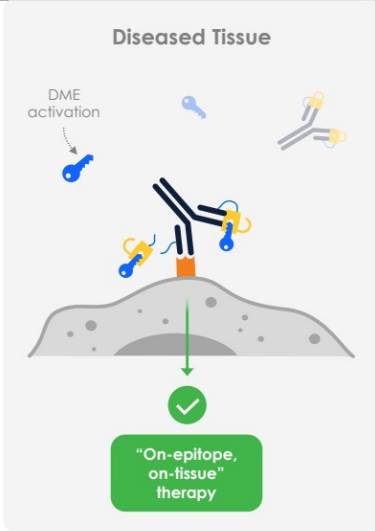 Diseased Tissue
DME
activation
“On-epitope,
on-tissue”
therapy